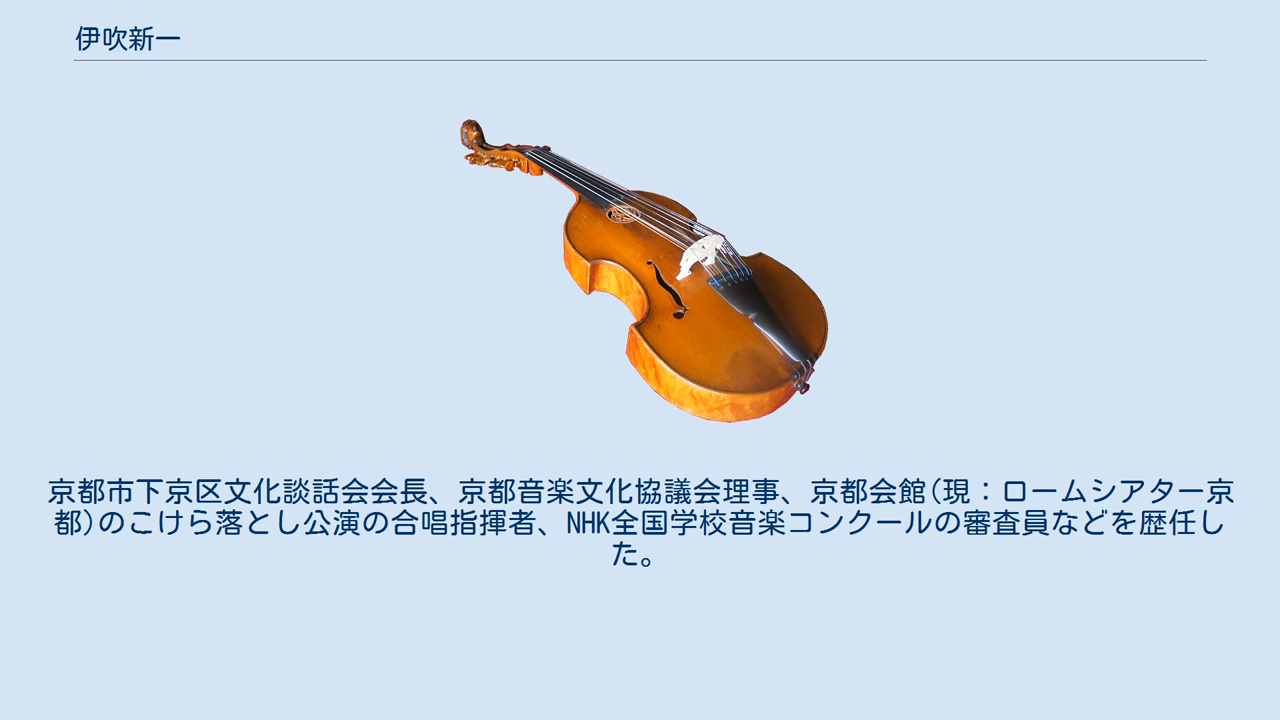 伊吹新一
京都市下京区文化談話会会長、京都音楽文化協議会理事、京都会館(現：ロームシアター京
都)のこけら落とし公演の合唱指揮者、NHK全国学校音楽コンクールの審査員などを歴任し
た。